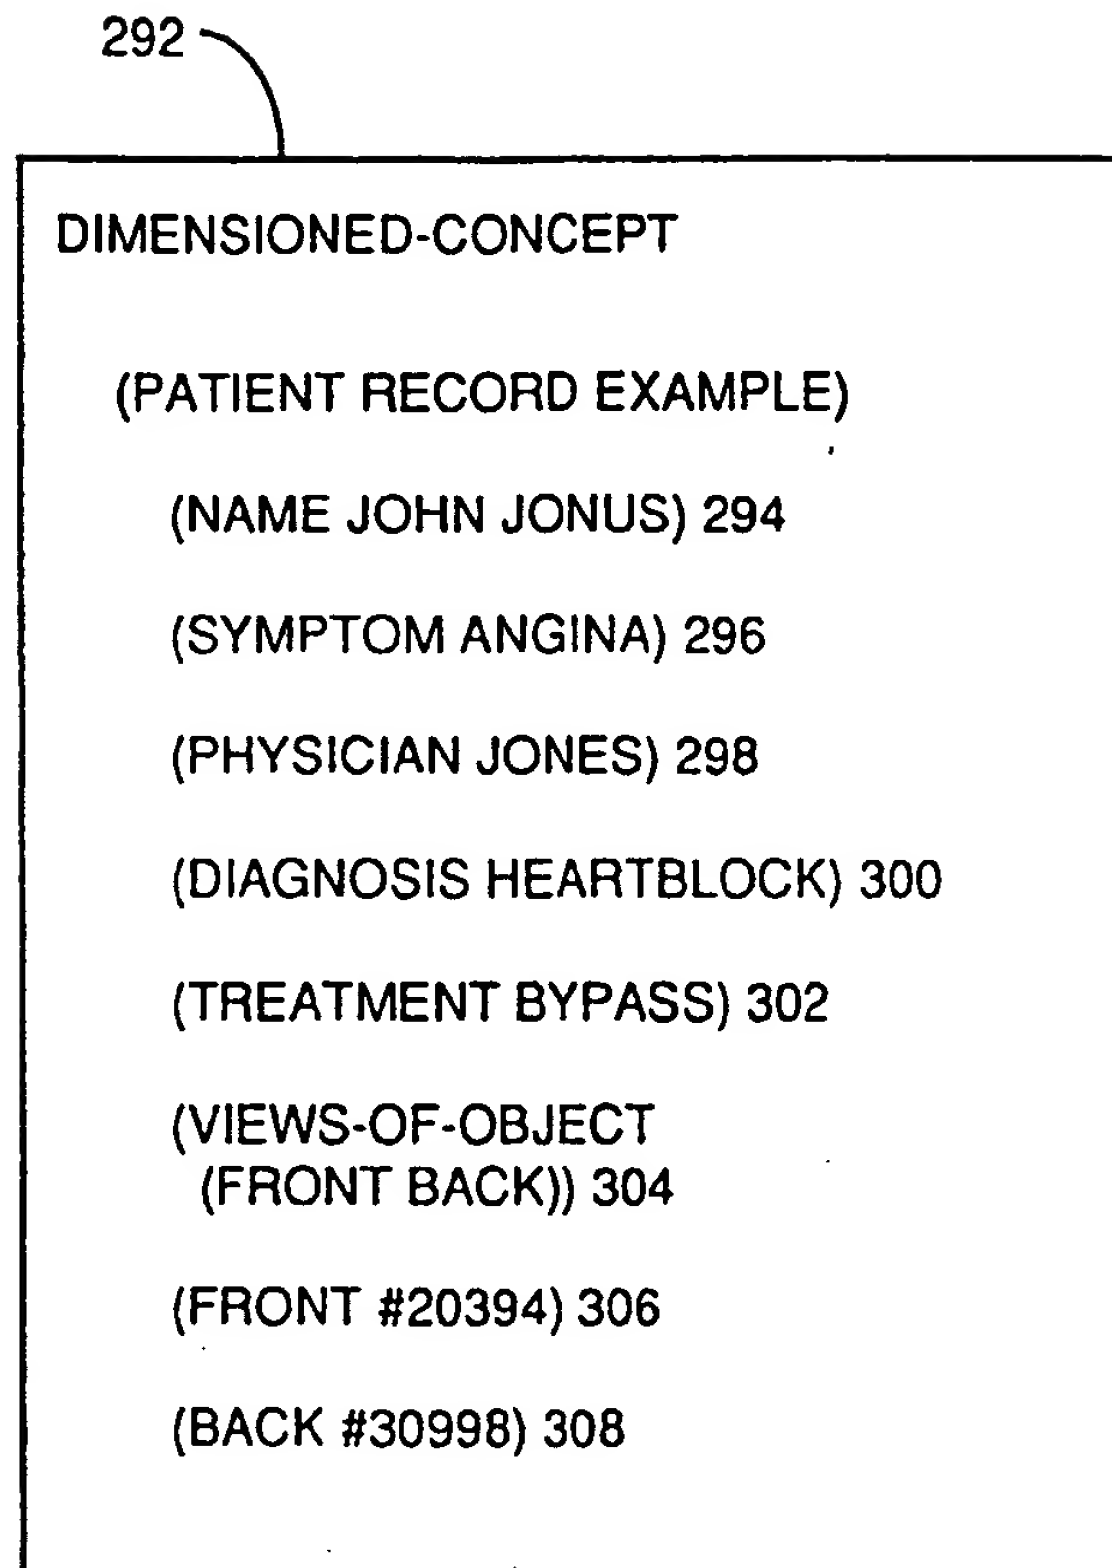 292
DIMENSIONED-CONCEPT
(PATIENT RECORD EXAMPLE)
(NAME JOHN JONUS) 294
(SYMPTOM ANGINA) 296
(PHYSICIAN JONES) 298
(DIAGNOSIS HEARTBLOCK) 300
(TREATMENT BYPASS) 302
(VIEWS-OF-OBJECT
(FRONT BACK)) 304
(FRONT #20394) 306
(BACK #30998) 308